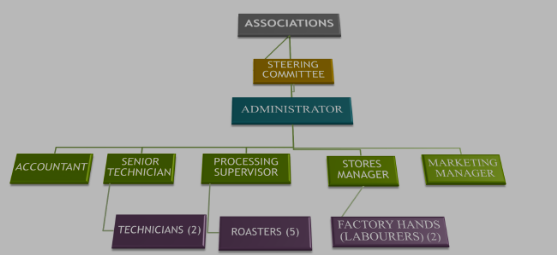 ASSOCIATIONS
STEERING
COMMITTEE
ADMINISTRATOR
ACCOUNTANT
SENIOR
TECHNICIAN
PROCESSING
SUPERVISOR
STORES
MANAGER
MARKETING
MANAGER
TECHNICIANS (2)
ROASTERS (5)
FACTORY HANDS
(LABOURERS) (2)